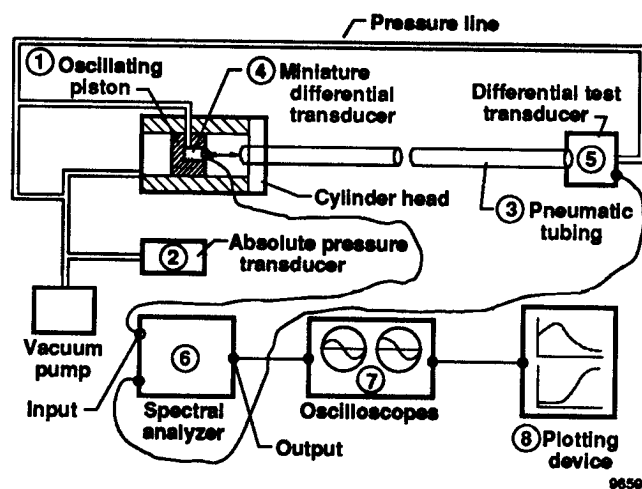 Pressure line
① Oscillating
piston
④ Miniature
differential
transducer
Differential test
transducer
⑤
Cylinder head
③ Pneumatic
tubing
②
Absolute pressure
transducer
Vacuum
pump
⑥
⑦
Input
Spectral
analyzer
Output
Oscilloscopes
⑧ Plotting
device
9659